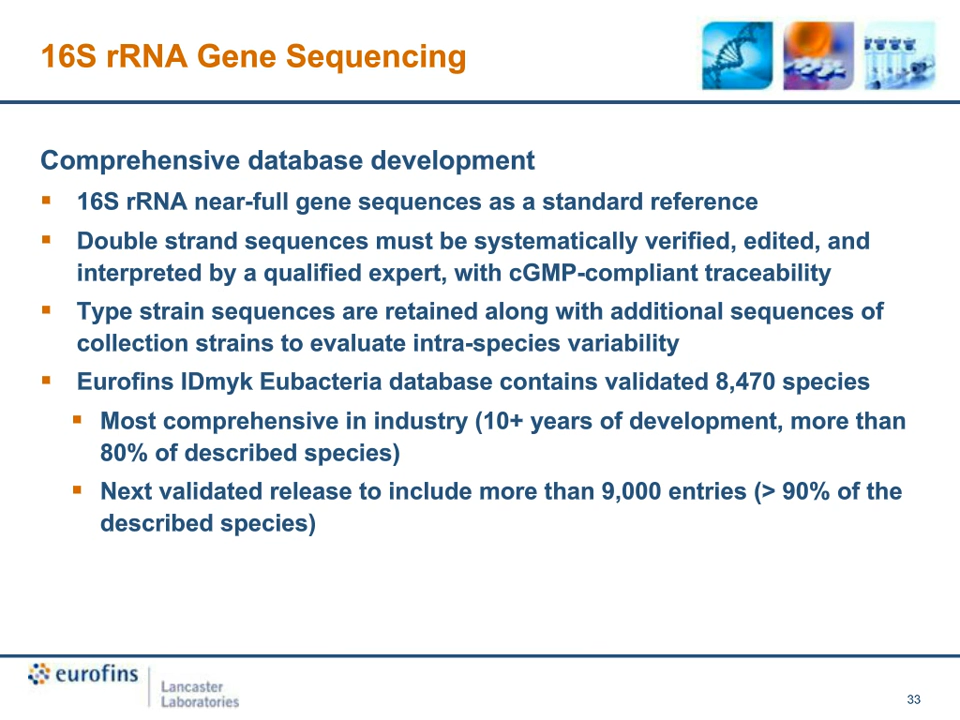 16S rRNA Gene Sequencing
Comprehensive database development
▪ 16S rRNA near-full gene sequences as a standard reference
▪ Double strand sequences must be systematically verified, edited, and
interpreted by a qualified expert, with cGMP-compliant traceability
▪ Type strain sequences are retained along with additional sequences of
collection strains to evaluate intra-species variability
▪ Eurofins IDmyk Eubacteria database contains validated 8,470 species
▪ Most comprehensive in industry (10+ years of development, more than
80% of described species)
▪ Next validated release to include more than 9,000 entries (> 90% of the
described species)
eurofins
Lancaster
Laboratories
33